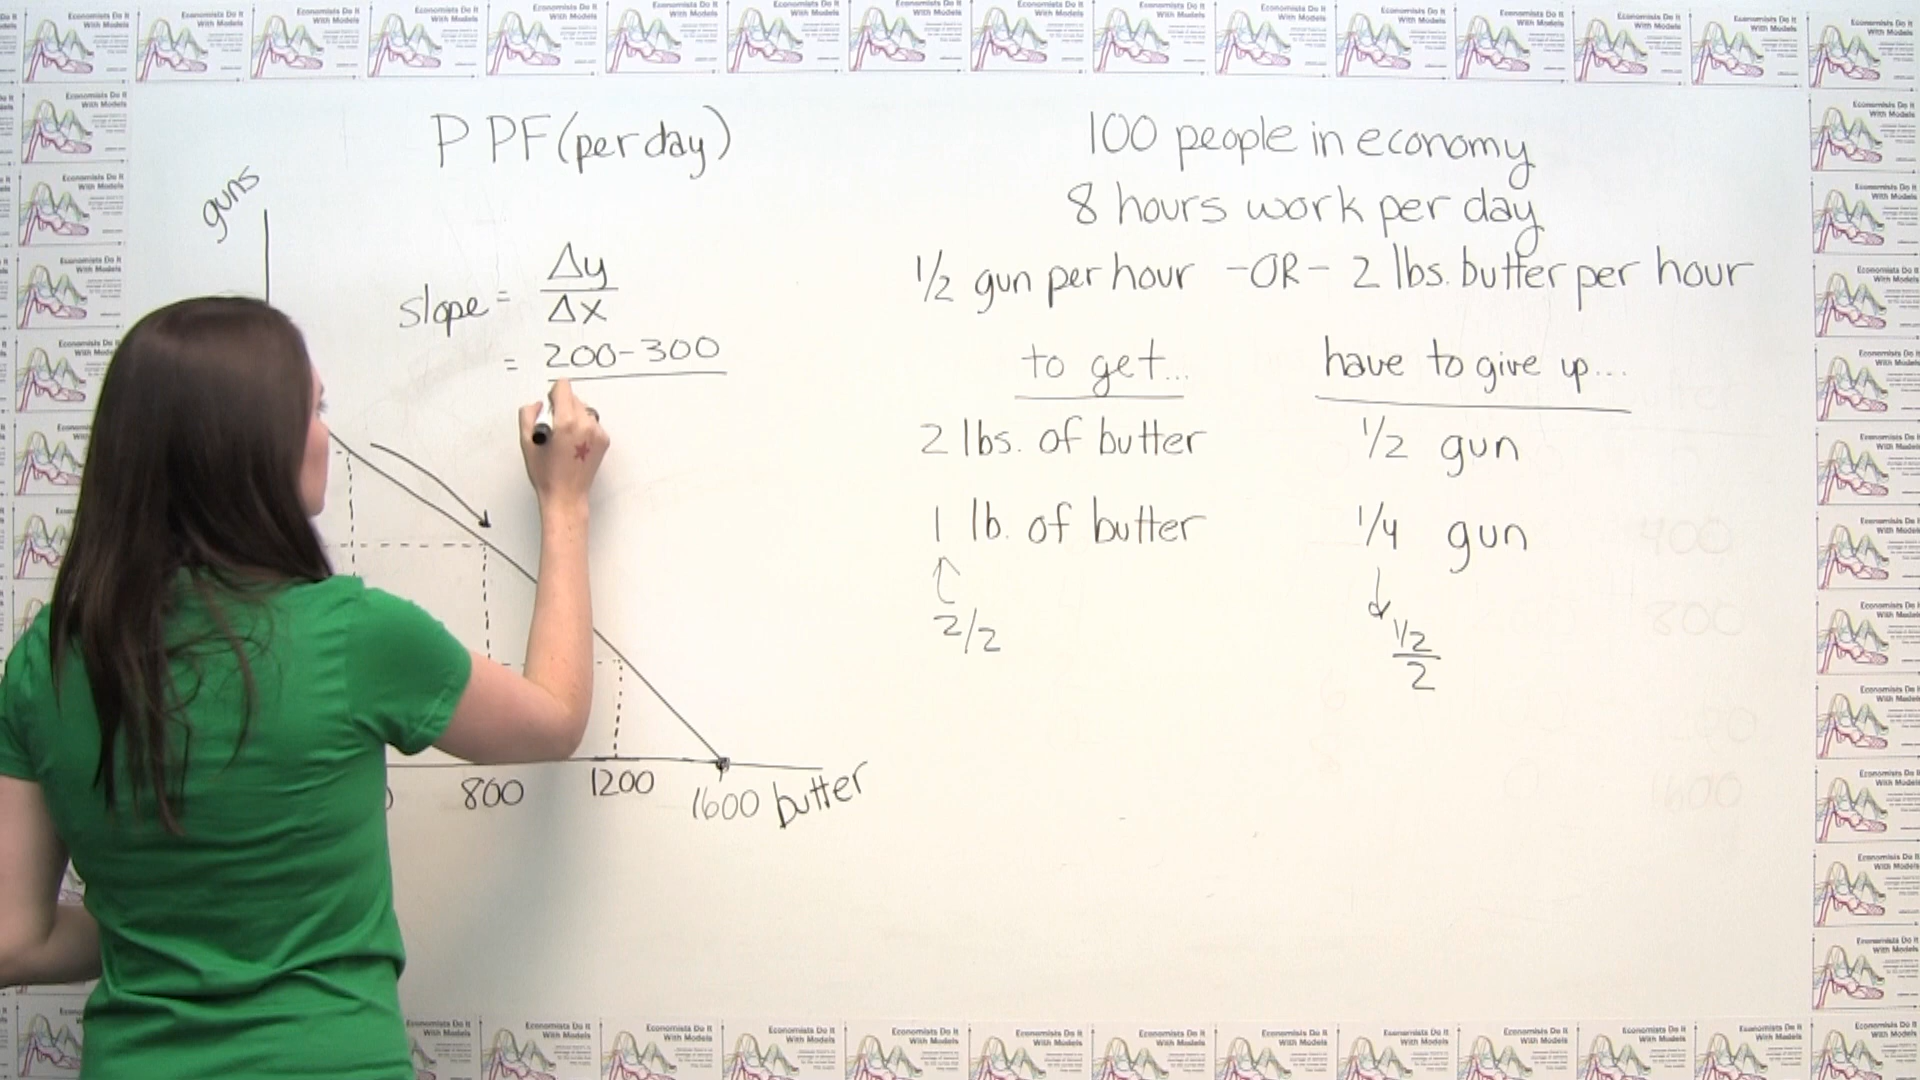 Economists Do It With Models
PPF (per day)
guns
slope = Δy
Δx
= 200-300
800
1200
1600
butter
100 people in economy
8 hours work per day
1/2 gun per hour -OR- 2 lbs. butter per hour
to get... have to give up...
2 lbs. of butter 1/2 gun
1 lb. of butter 1/4 gun
2/2
1/2
2
400
800
1600